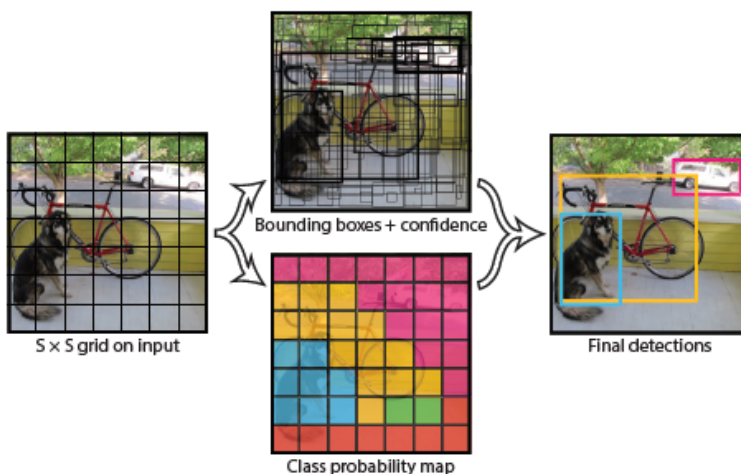 Bounding boxes + confidence
S × S grid on input
Final detections
Class probability map